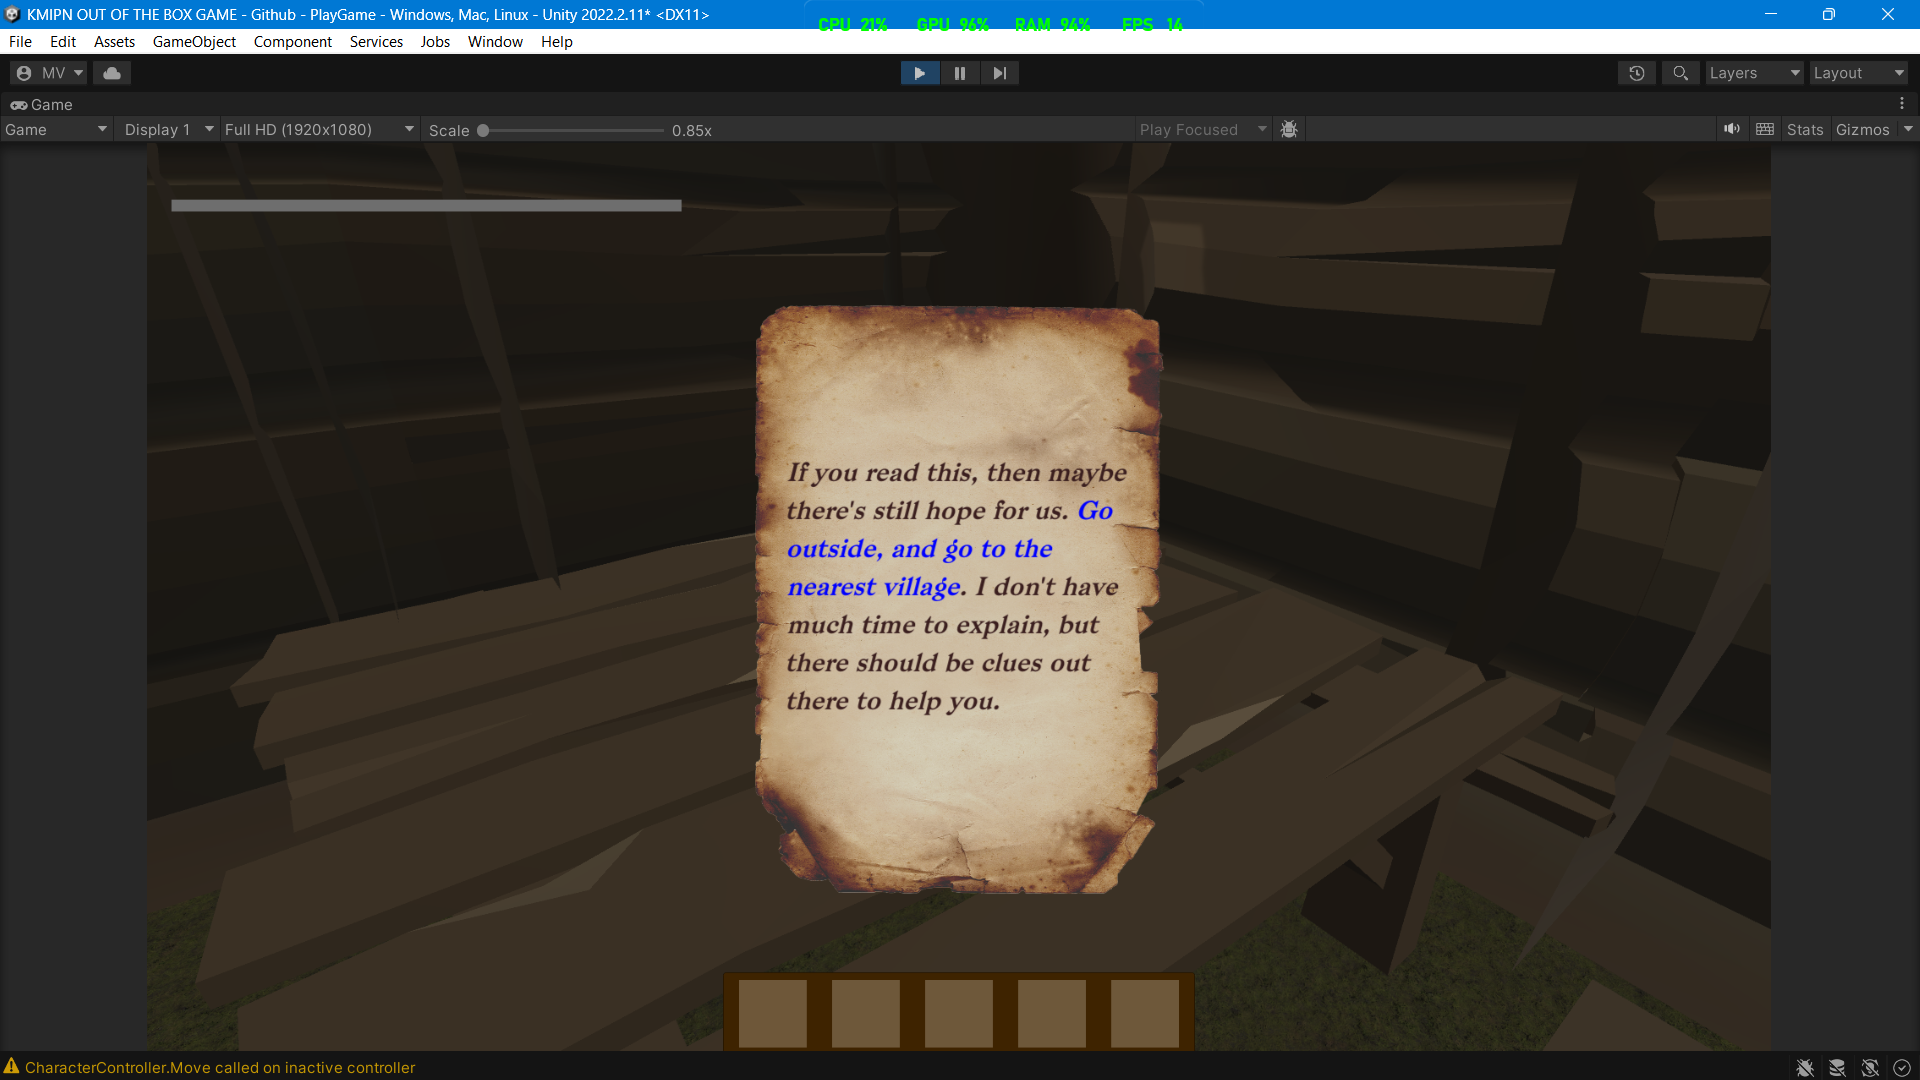 KMIPN OUT OF THE BOX GAME - Github - PlayGame - Windows, Mac, Linux - Unity 2022.2.11* <DX11>
CPU 21% GPU 96% RAM 94% FPS 14
File Edit Assets GameObject Component Services Jobs Window Help
MV Layers Layout
Game
Game Display 1 Full HD (1920x1080) Scale 0.85x Play Focused Stats Gizmos
If you read this, then maybe
there's still hope for us. Go
outside, and go to the
nearest village. I don't have
much time to explain, but
there should be clues out
there to help you.
CharacterController.Move called on inactive controller